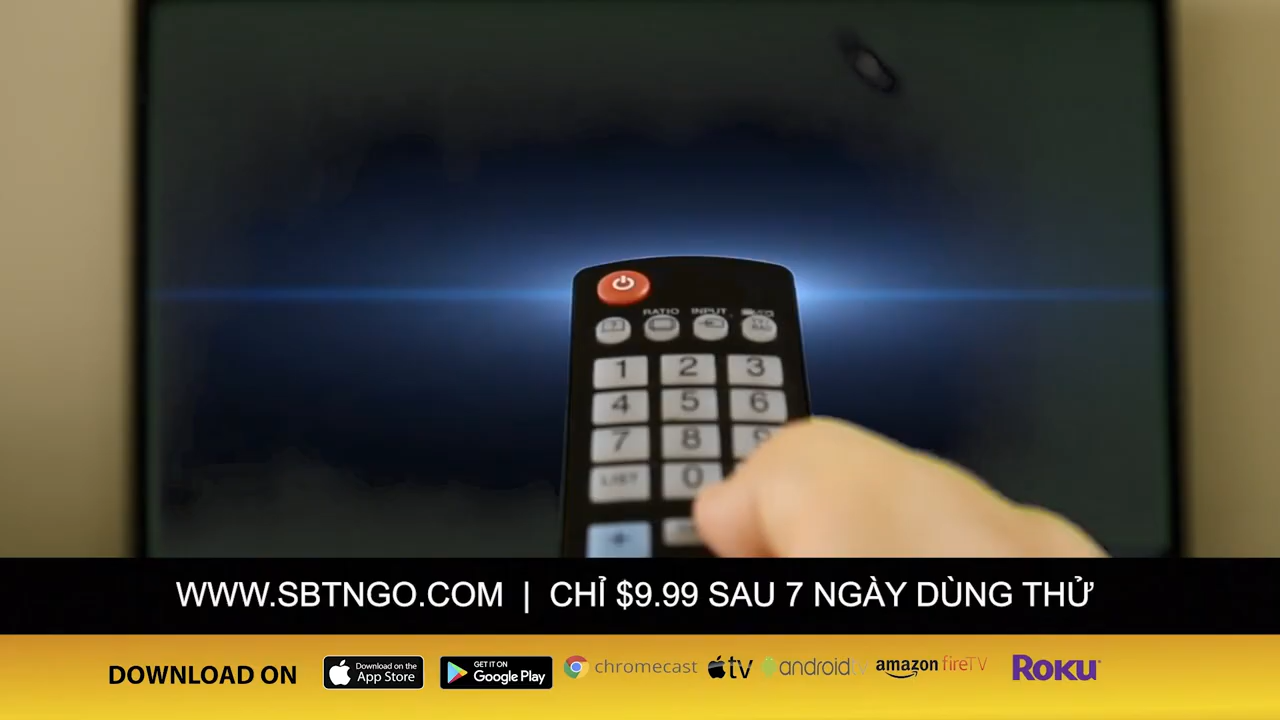 RATIO INPUT
1 2 3
4 5 6
7 8 9
LIST 0
WWW.SBTNGO.COM | CHỈ $9.99 SAU 7 NGÀY DÙNG THỬ
DOWNLOAD ON
Download on the
App Store
GET IT ON
Google Play
chromecast
tv
androidtv
amazon fireTV
ROKU